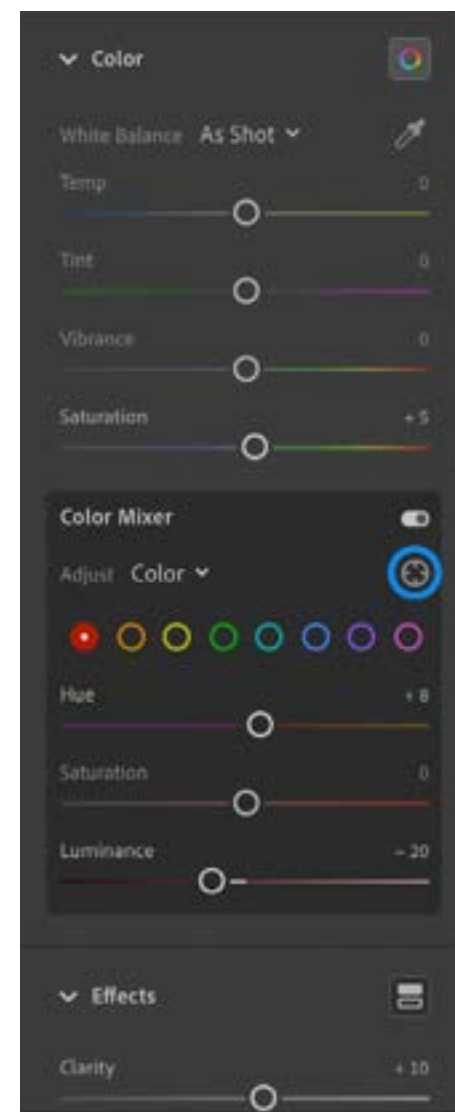 Color
White Balance As Shot
Temp 0
Tint 0
Vibrance 0
Saturation + 5
Color Mixer
Adjust Color
Hue + 8
Saturation 0
Luminance – 20
Effects
Clarity + 10